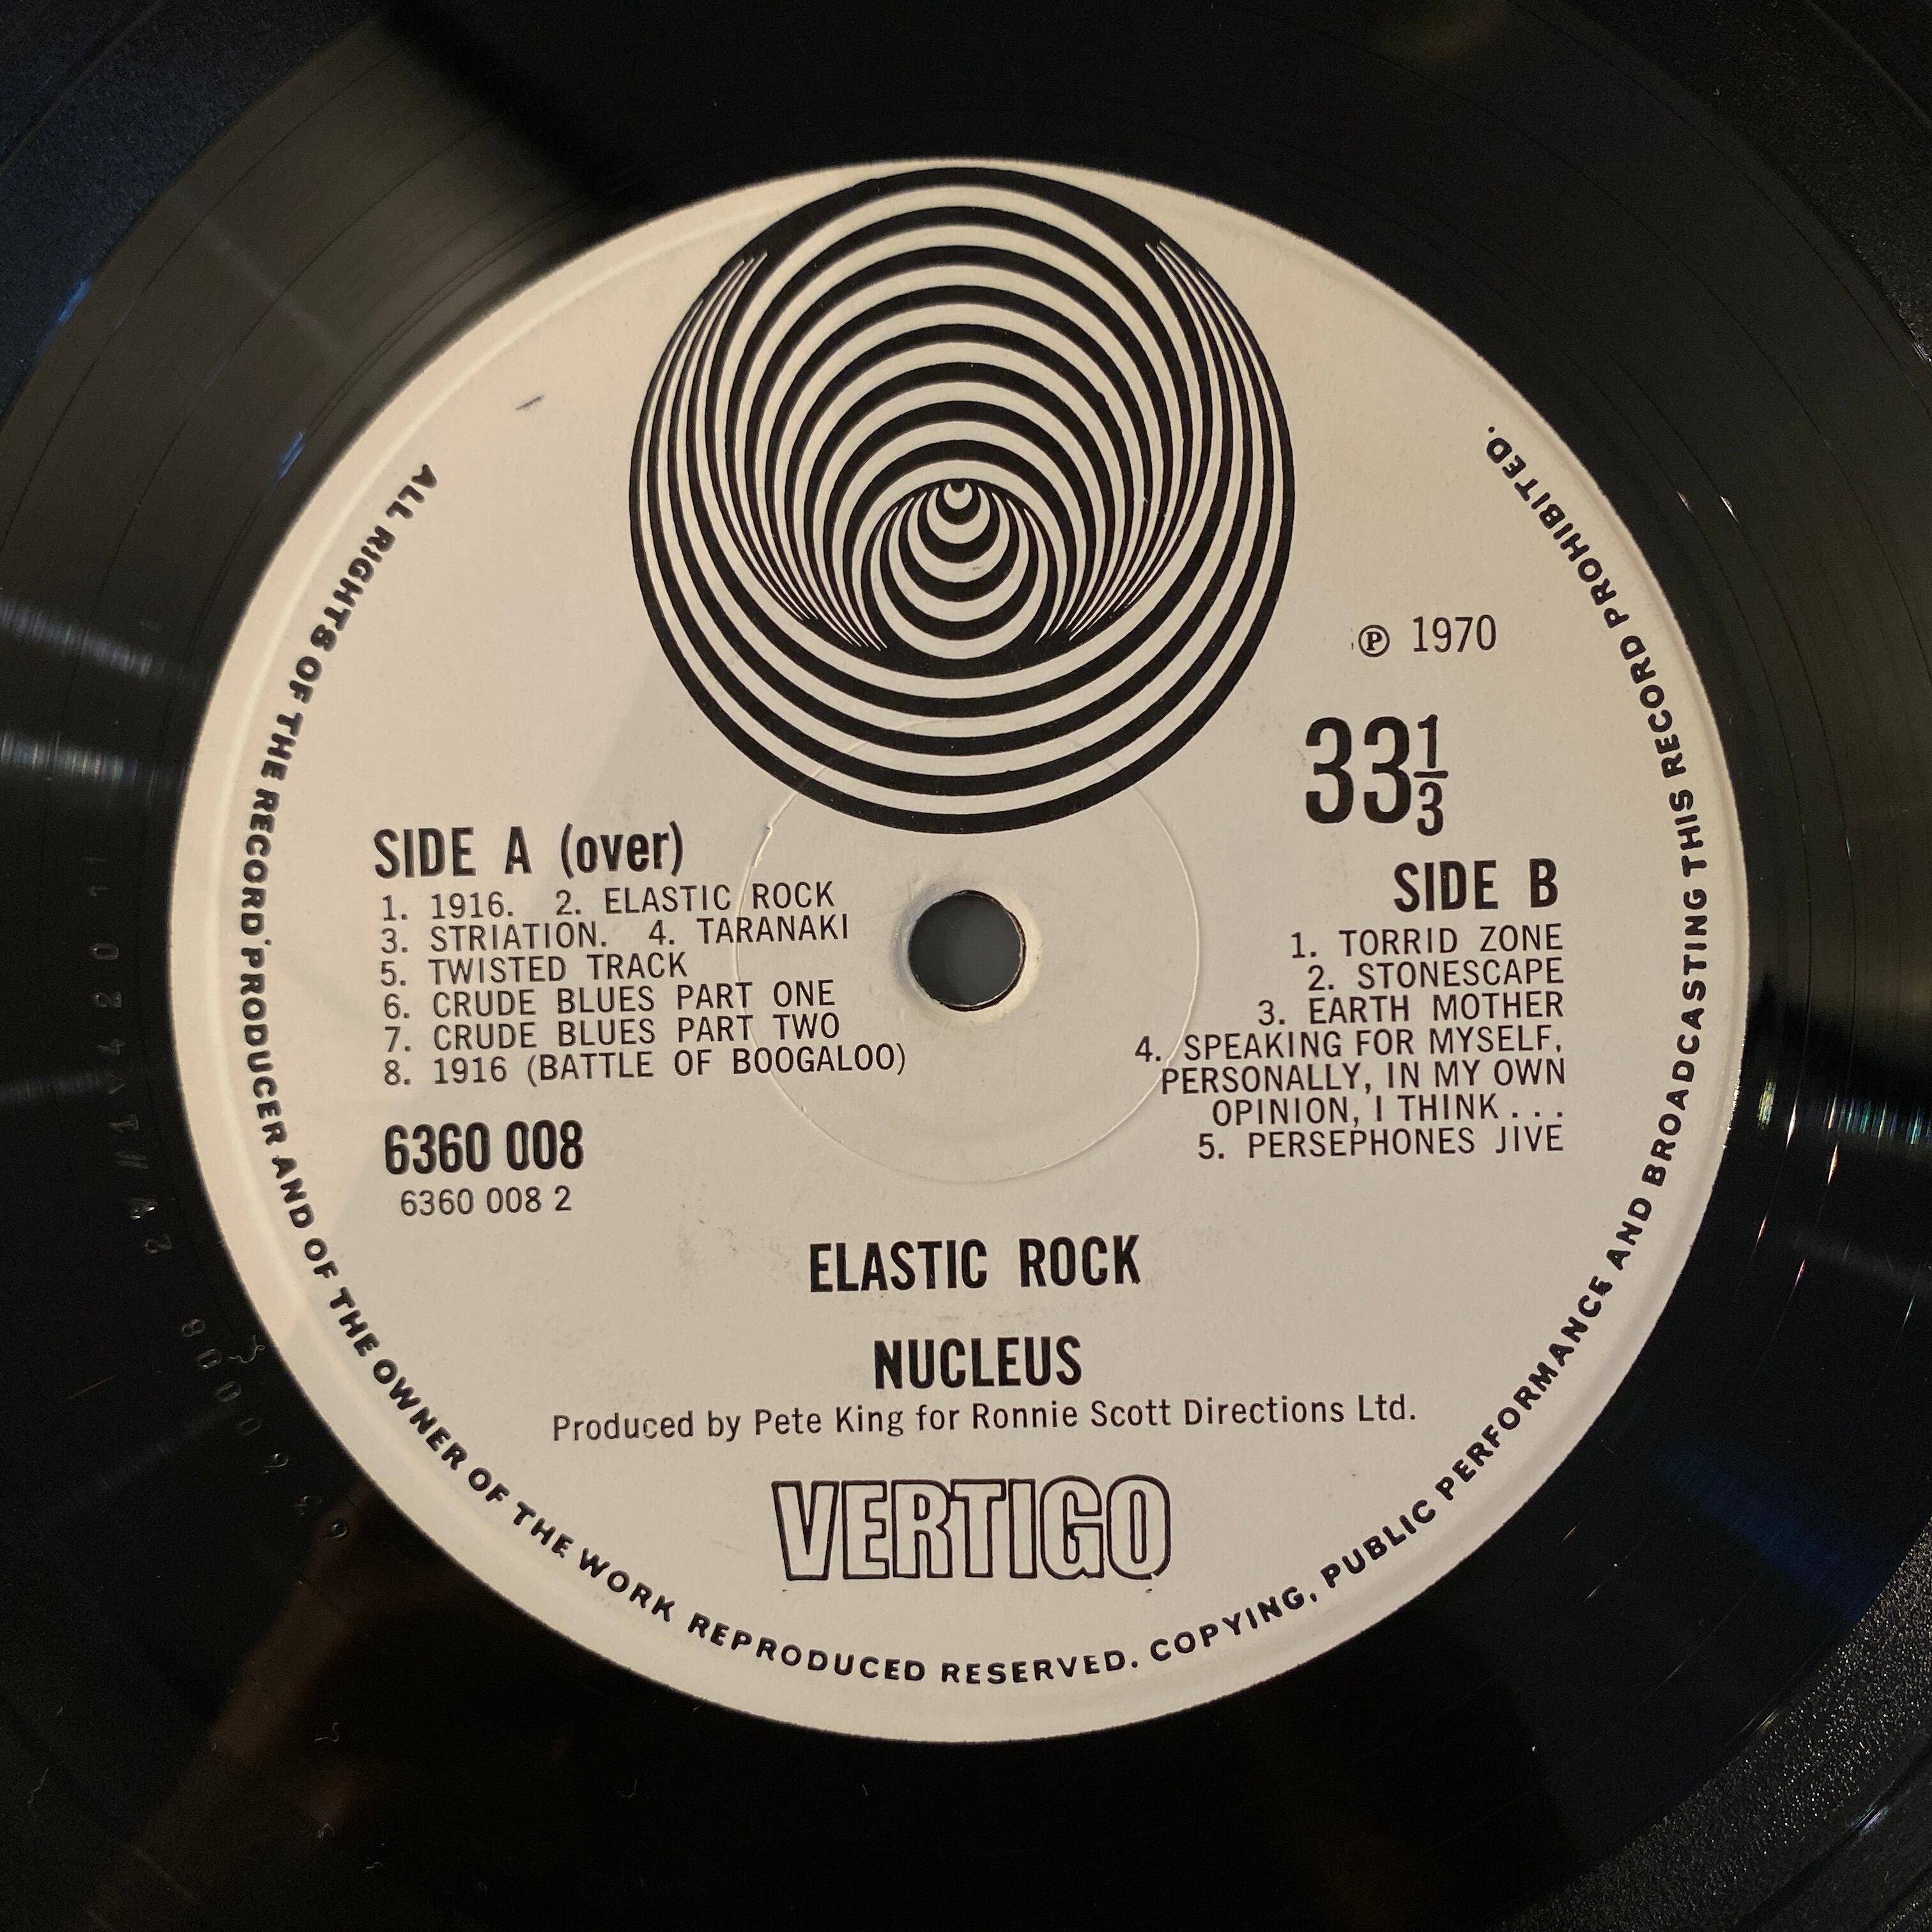 ℗ 1970
33 1/3
SIDE A (over)
1. 1916. 2. ELASTIC ROCK
3. STRIATION. 4. TARANAKI
5. TWISTED TRACK
6. CRUDE BLUES PART ONE
7. CRUDE BLUES PART TWO
8. 1916 (BATTLE OF BOOGALOO)
6360 008
6360 008 2
SIDE B
1. TORRID ZONE
2. STONESCAPE
3. EARTH MOTHER
4. SPEAKING FOR MYSELF,
PERSONALLY, IN MY OWN
OPINION, I THINK . . .
5. PERSEPHONES JIVE
ELASTIC ROCK
NUCLEUS
Produced by Pete King for Ronnie Scott Directions Ltd.
VERTIGO
ALL RIGHTS OF THE RECORD PRODUCER AND OF THE OWNER OF THE WORK REPRODUCED RESERVED. COPYING, PUBLIC PERFORMANCE AND BROADCASTING THIS RECORD PROHIBITED.